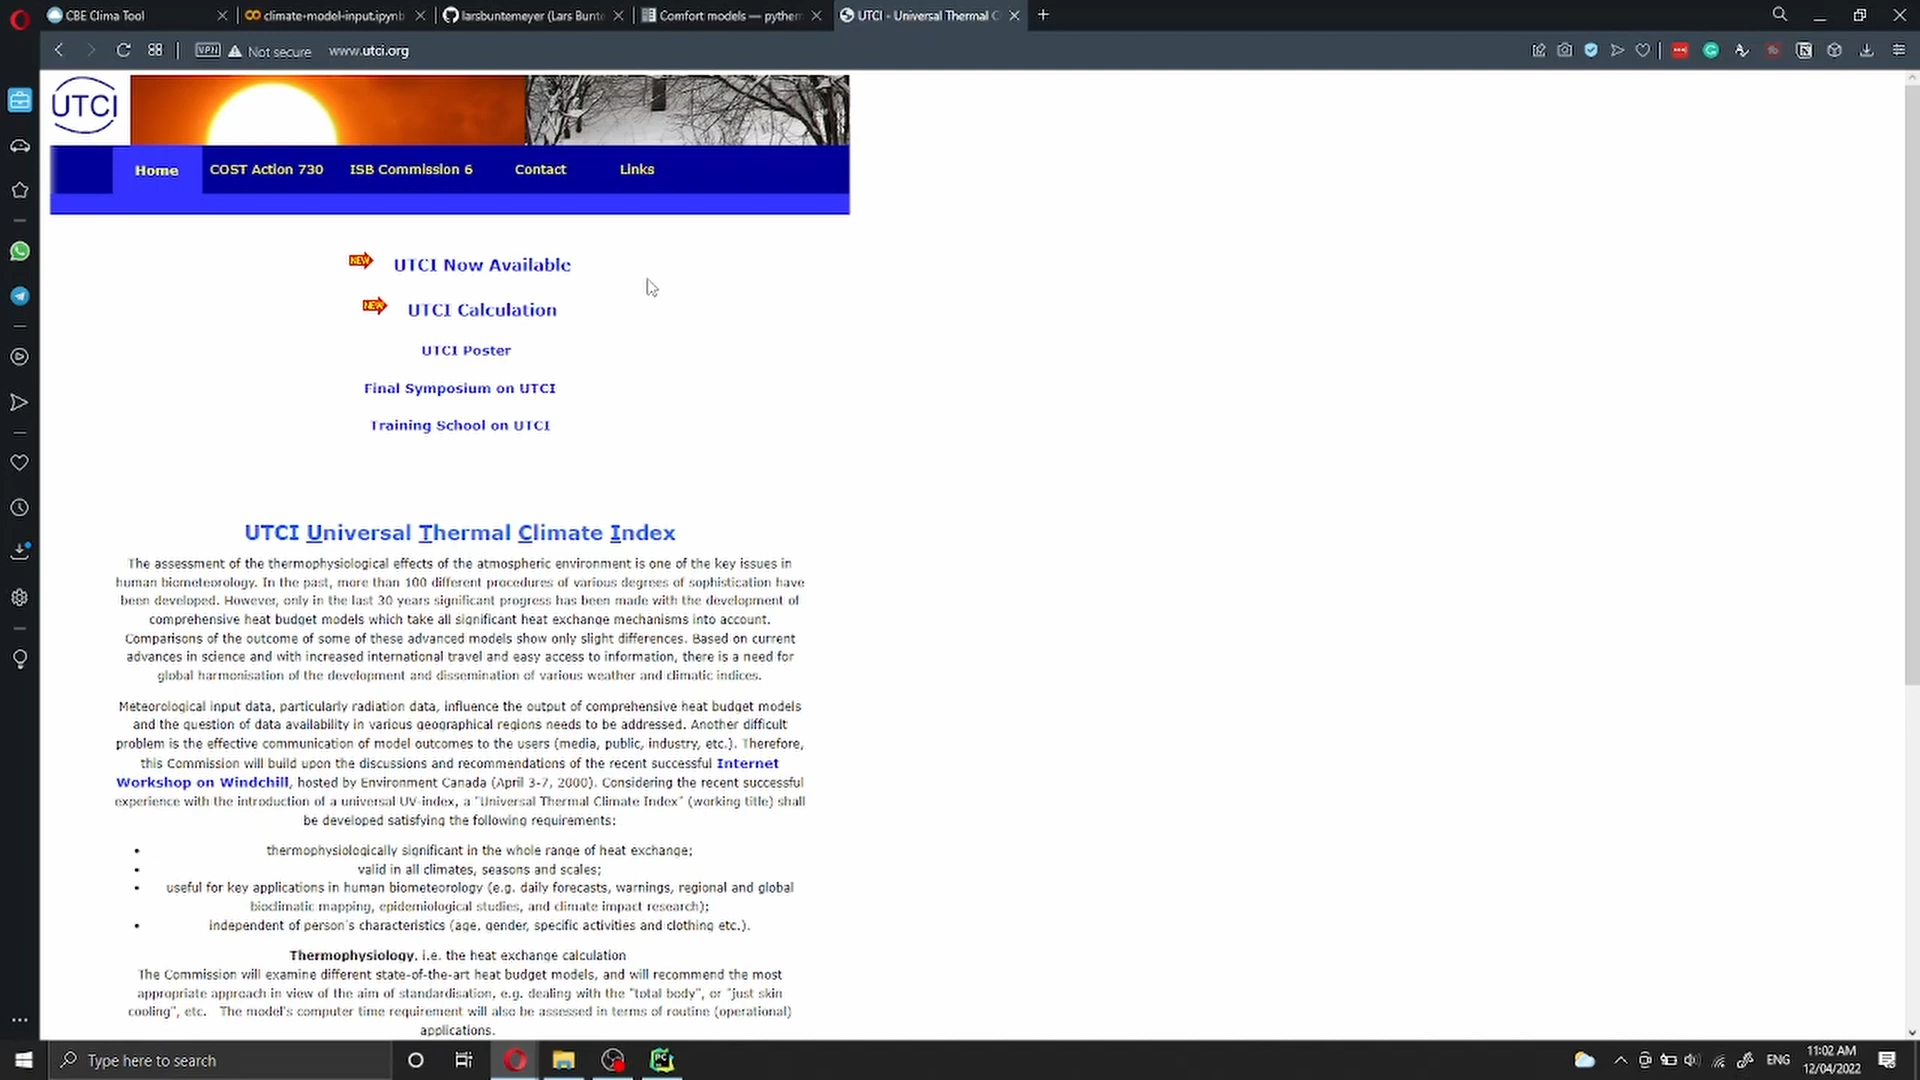 CBE Clima Tool
climate-model-input.ipynb
larsbuntemeyer (Lars Bunte
Comfort models — pytherm
UTCI - Universal Thermal C
VPN
Not secure
www.utci.org
UTCI
Home
COST Action 730
ISB Commission 6
Contact
Links
NEW
UTCI Now Available
NEW
UTCI Calculation
UTCI Poster
Final Symposium on UTCI
Training School on UTCI
UTCI Universal Thermal Climate Index
The assessment of the thermophysiological effects of the atmospheric environment is one of the key issues in
human biometeorology. In the past, more than 100 different procedures of various degrees of sophistication have
been developed. However, only in the last 30 years significant progress has been made with the development of
comprehensive heat budget models which take all significant heat exchange mechanisms into account.
Comparisons of the outcome of some of these advanced models show only slight differences. Based on current
advances in science and with increased international travel and easy access to information, there is a need for
global harmonisation of the development and dissemination of various weather and climatic indices.
Meteorological input data, particularly radiation data, influence the output of comprehensive heat budget models
and the question of data availability in various geographical regions needs to be addressed. Another difficult
problem is the effective communication of model outcomes to the users (media, public, industry, etc.). Therefore,
this Commission will build upon the discussions and recommendations of the recent successful Internet
Workshop on Windchill, hosted by Environment Canada (April 3-7, 2000). Considering the recent successful
experience with the introduction of a universal UV-index, a "Universal Thermal Climate Index" (working title) shall
be developed satisfying the following requirements:
• thermophysiologically significant in the whole range of heat exchange;
• valid in all climates, seasons and scales;
• useful for key applications in human biometeorology (e.g. daily forecasts, warnings, regional and global
bioclimatic mapping, epidemiological studies, and climate impact research);
• independent of person's characteristics (age, gender, specific activities and clothing etc.).
Thermophysiology, i.e. the heat exchange calculation
The Commission will examine different state-of-the-art heat budget models, and will recommend the most
appropriate approach in view of the aim of standardisation, e.g. dealing with the "total body", or "just skin
cooling", etc. The model's computer time requirement will also be assessed in terms of routine (operational)
applications.
Type here to search
PC
ENG
11:02 AM
12/04/2022